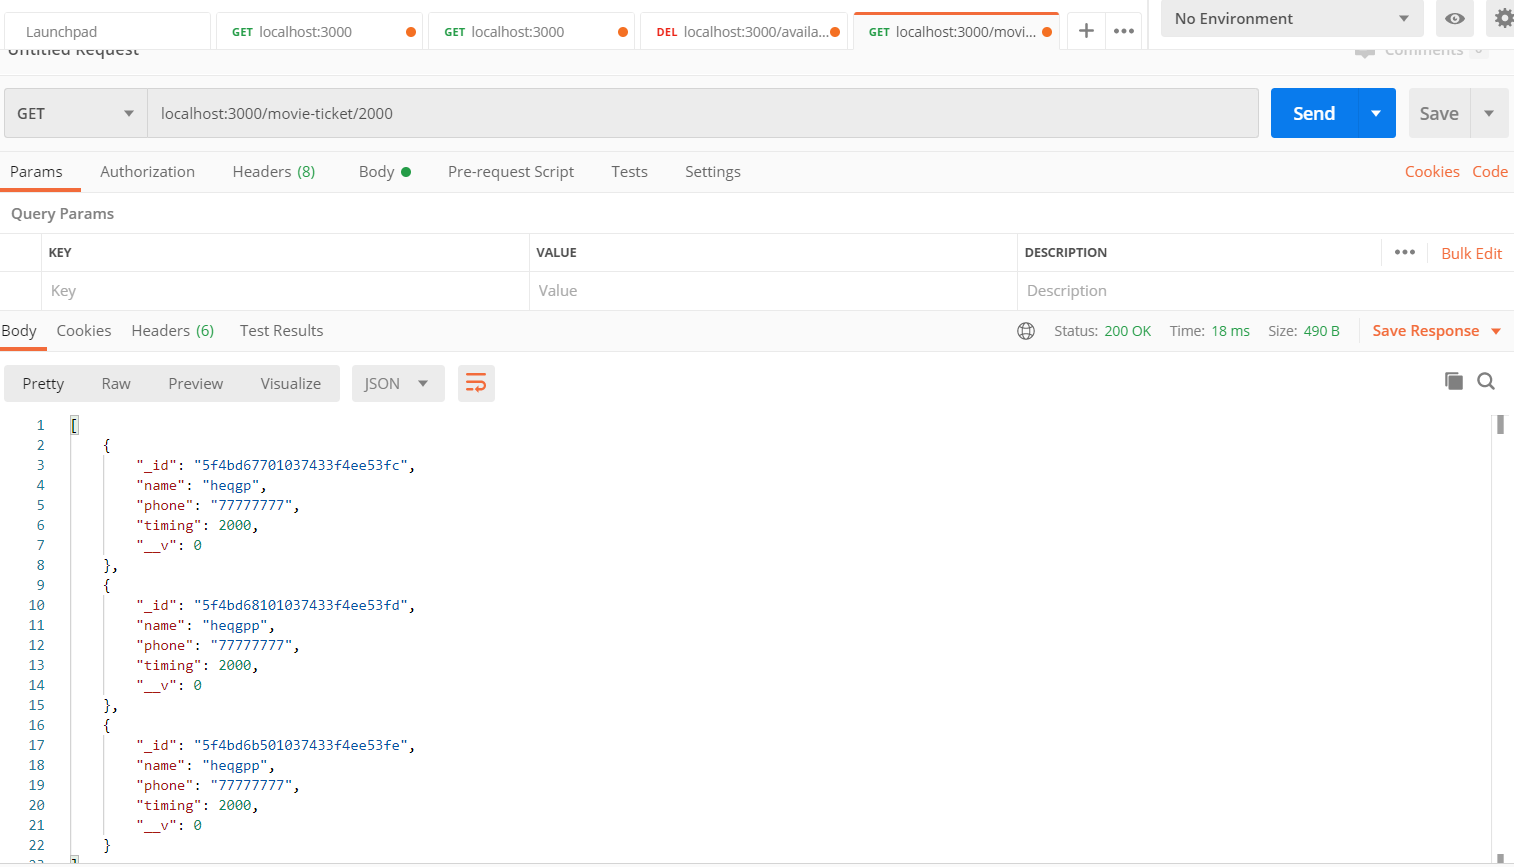 Launchpad
GET localhost:3000
GET localhost:3000
DEL localhost:3000/availa...
GET localhost:3000/movi...
No Environment
Untitled Request
Comments 0
GET
localhost:3000/movie-ticket/2000
Send
Save
Params
Authorization
Headers (8)
Body
Pre-request Script
Tests
Settings
Cookies
Code
Query Params
KEY
VALUE
DESCRIPTION
Bulk Edit
Key
Value
Description
Body
Cookies
Headers (6)
Test Results
Status: 200 OK
Time: 18 ms
Size: 490 B
Save Response
Pretty
Raw
Preview
Visualize
JSON
1 [
2 {
3 "_id": "5f4bd67701037433f4ee53fc",
4 "name": "heqgp",
5 "phone": "77777777",
6 "timing": 2000,
7 "__v": 0
8 },
9 {
10 "_id": "5f4bd68101037433f4ee53fd",
11 "name": "heqgpp",
12 "phone": "77777777",
13 "timing": 2000,
14 "__v": 0
15 },
16 {
17 "_id": "5f4bd6b501037433f4ee53fe",
18 "name": "heqgpp",
19 "phone": "77777777",
20 "timing": 2000,
21 "__v": 0
22 }
23 ]